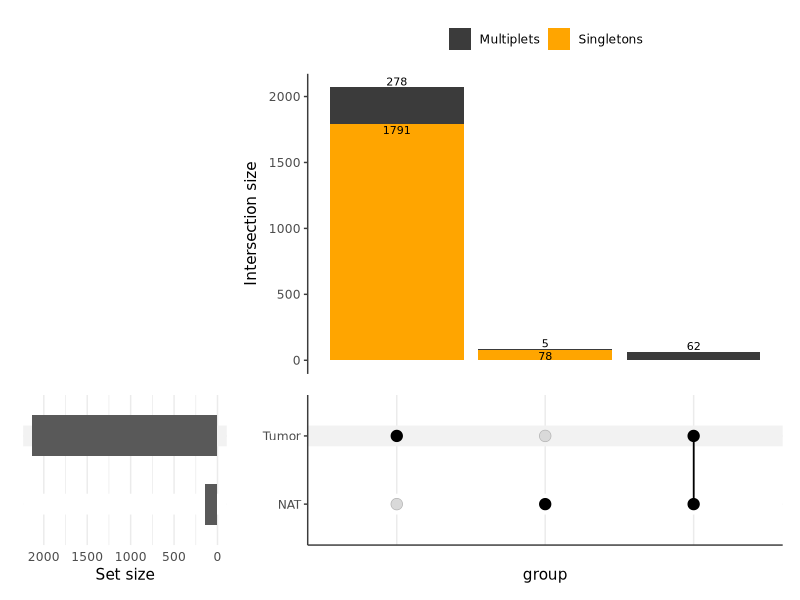 Multiplets Singletons
278
2000
1791
1500
Intersection size
1000
500
5
62
78
0
Tumor
NAT
2000 1500 1000 500 0
Set size
group